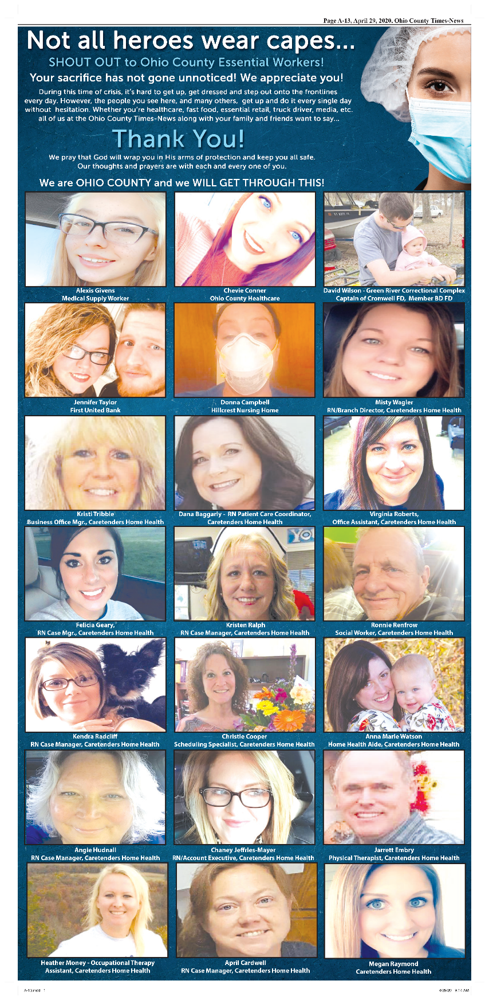 Page A-13, April 29, 2020. Ohio County Times-News
Not all heroes wear capes...
SHOUT OUT to Ohio County Essential Workers!
Your sacrifice has not gone unnoticed! We appreciate you!
During this time of crisis, it's hard to get up, get dressed and step out onto the frontlines
every day. However, the people you see here, and many others, get up and do it every single day
without hesitation. Whether you're healthcare, fast food, essential retail, truck driver, media, etc.
all of us at the Ohio County Times-News along with your family and friends want to say...
Thank You!
We pray that God will wrap you in His arms of protection and keep you all safe.
Our thoughts and prayers are with each and every one of you.
We are OHIO COUNTY and we WILL GET THROUGH THIS!
Alexis Givens
Medical Supply Worker
Chevie Conner
Ohio County Healthcare
David Wilson - Green River Correctional Complex
Captain of Cromwell FD, Member BD FD
Jennifer Taylor
First United Bank
Donna Campbell
Hillcrest Nursing Home
Misty Wagler
RN/Branch Director, Caretenders Home Health
Kristi Tribble
Business Office Mgr., Caretenders Home Health
Dana Baggarly - RN Patient Care Coordinator,
Caretenders Home Health
Virginia Roberts,
Office Assistant, Caretenders Home Health
YO
Felicia Geary,
RN Case Mgr., Caretenders Home Health
Kristen Ralph
RN Case Manager, Caretenders Home Health
Ronnie Renfrow
Social Worker, Caretenders Home Health
Kendra Radcliff
RN Case Manager, Caretenders Home Health
Christie Cooper
Scheduling Specialist, Caretenders Home Health
Anna Marie Watson
Home Health Aide, Caretenders Home Health
Angie Hudnall
RN Case Manager, Caretenders Home Health
Chaney Jeffries-Mayer
RN/Account Executive, Caretenders Home Health
Jarrett Embry
Physical Therapist, Caretenders Home Health
Heather Money - Occupational Therapy
Assistant, Caretenders Home Health
April Cardwell
RN Case Manager, Caretenders Home Health
Megan Raymond
Caretenders Home Health
A-13.indd 1
4/29/20 9:14 AM